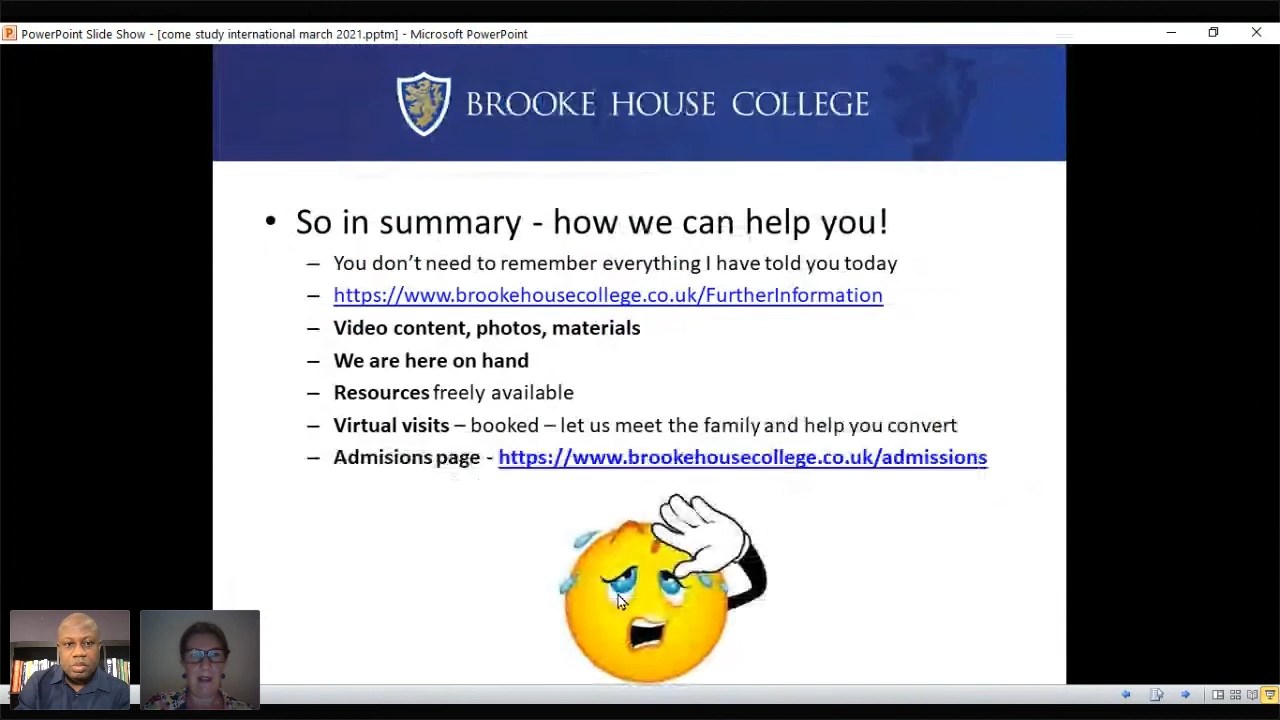 PowerPoint Slide Show - [come study international march 2021.pptm] - Microsoft PowerPoint
BROOKE HOUSE COLLEGE
• So in summary - how we can help you!
– You don't need to remember everything I have told you today
– https://www.brookehousecollege.co.uk/FurtherInformation
– Video content, photos, materials
– We are here on hand
– Resources freely available
– Virtual visits – booked – let us meet the family and help you convert
– Admisions page - https://www.brookehousecollege.co.uk/admissions